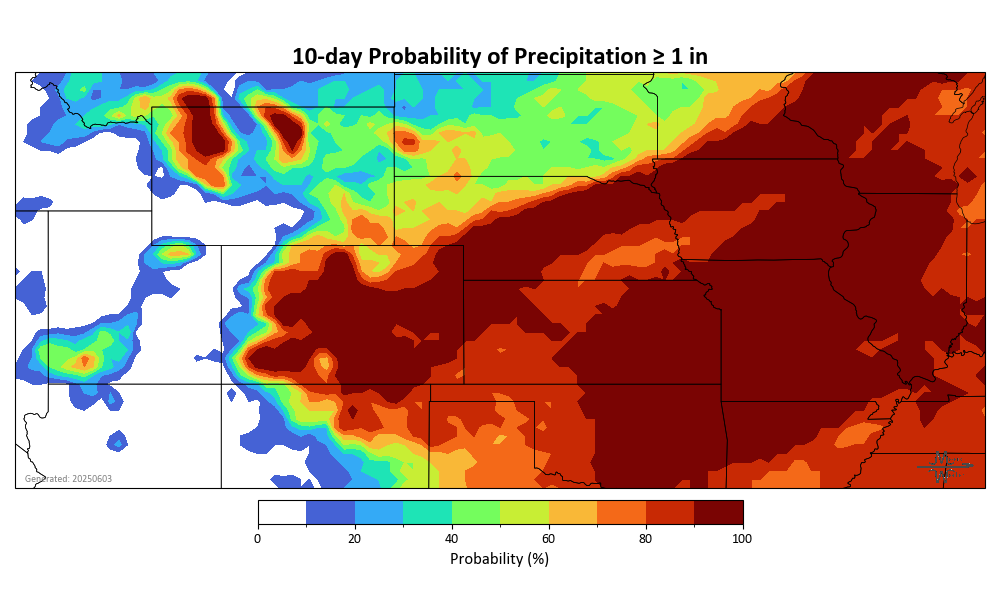 10-day Probability of Precipitation ≥ 1 in
Generated: 20250603
0 20 40 60 80 100
Probability (%)